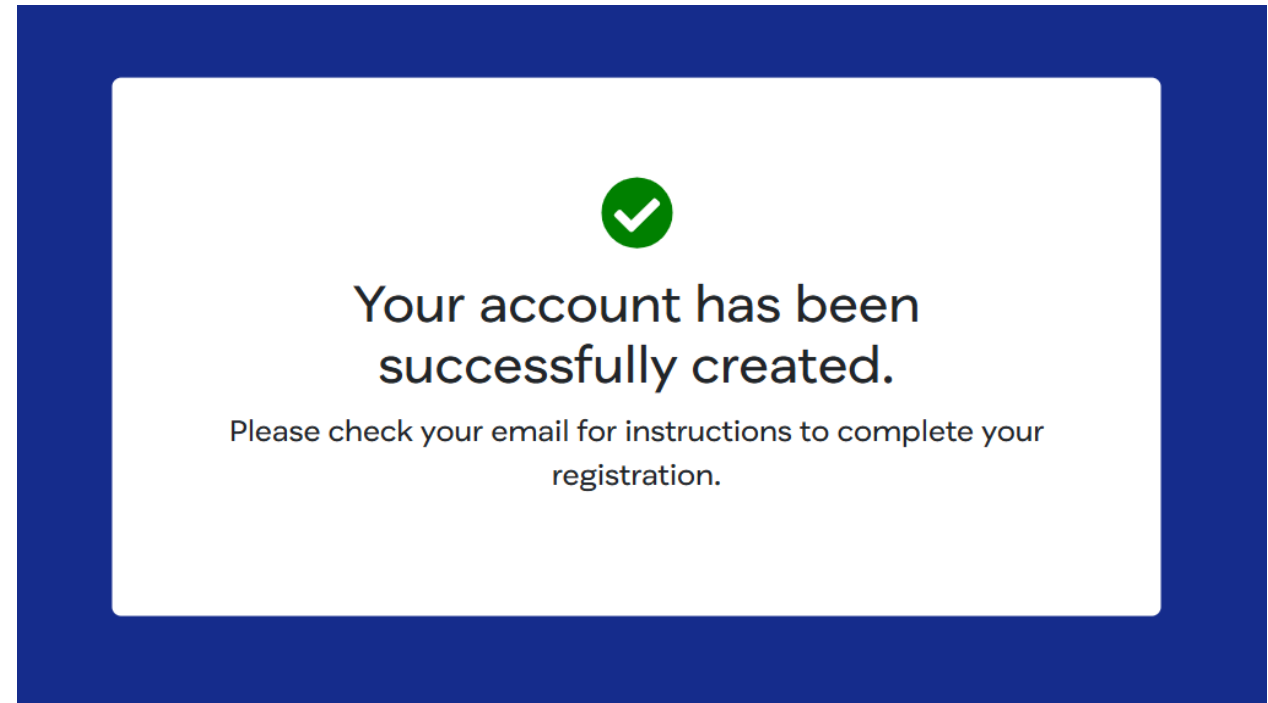 Your account has been
successfully created.
Please check your email for instructions to complete your
registration.